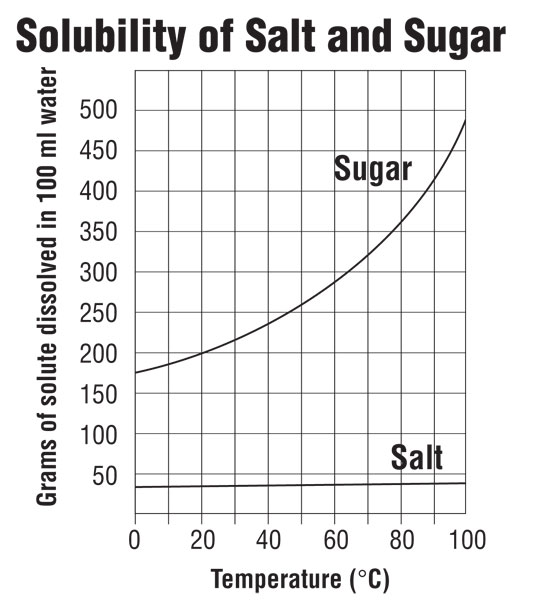 Solubility of Salt and Sugar
Grams of solute dissolved in 100 ml water
500
450
400
350
300
250
200
150
100
50
Sugar
Salt
0 20 40 60 80 100
Temperature (°C)